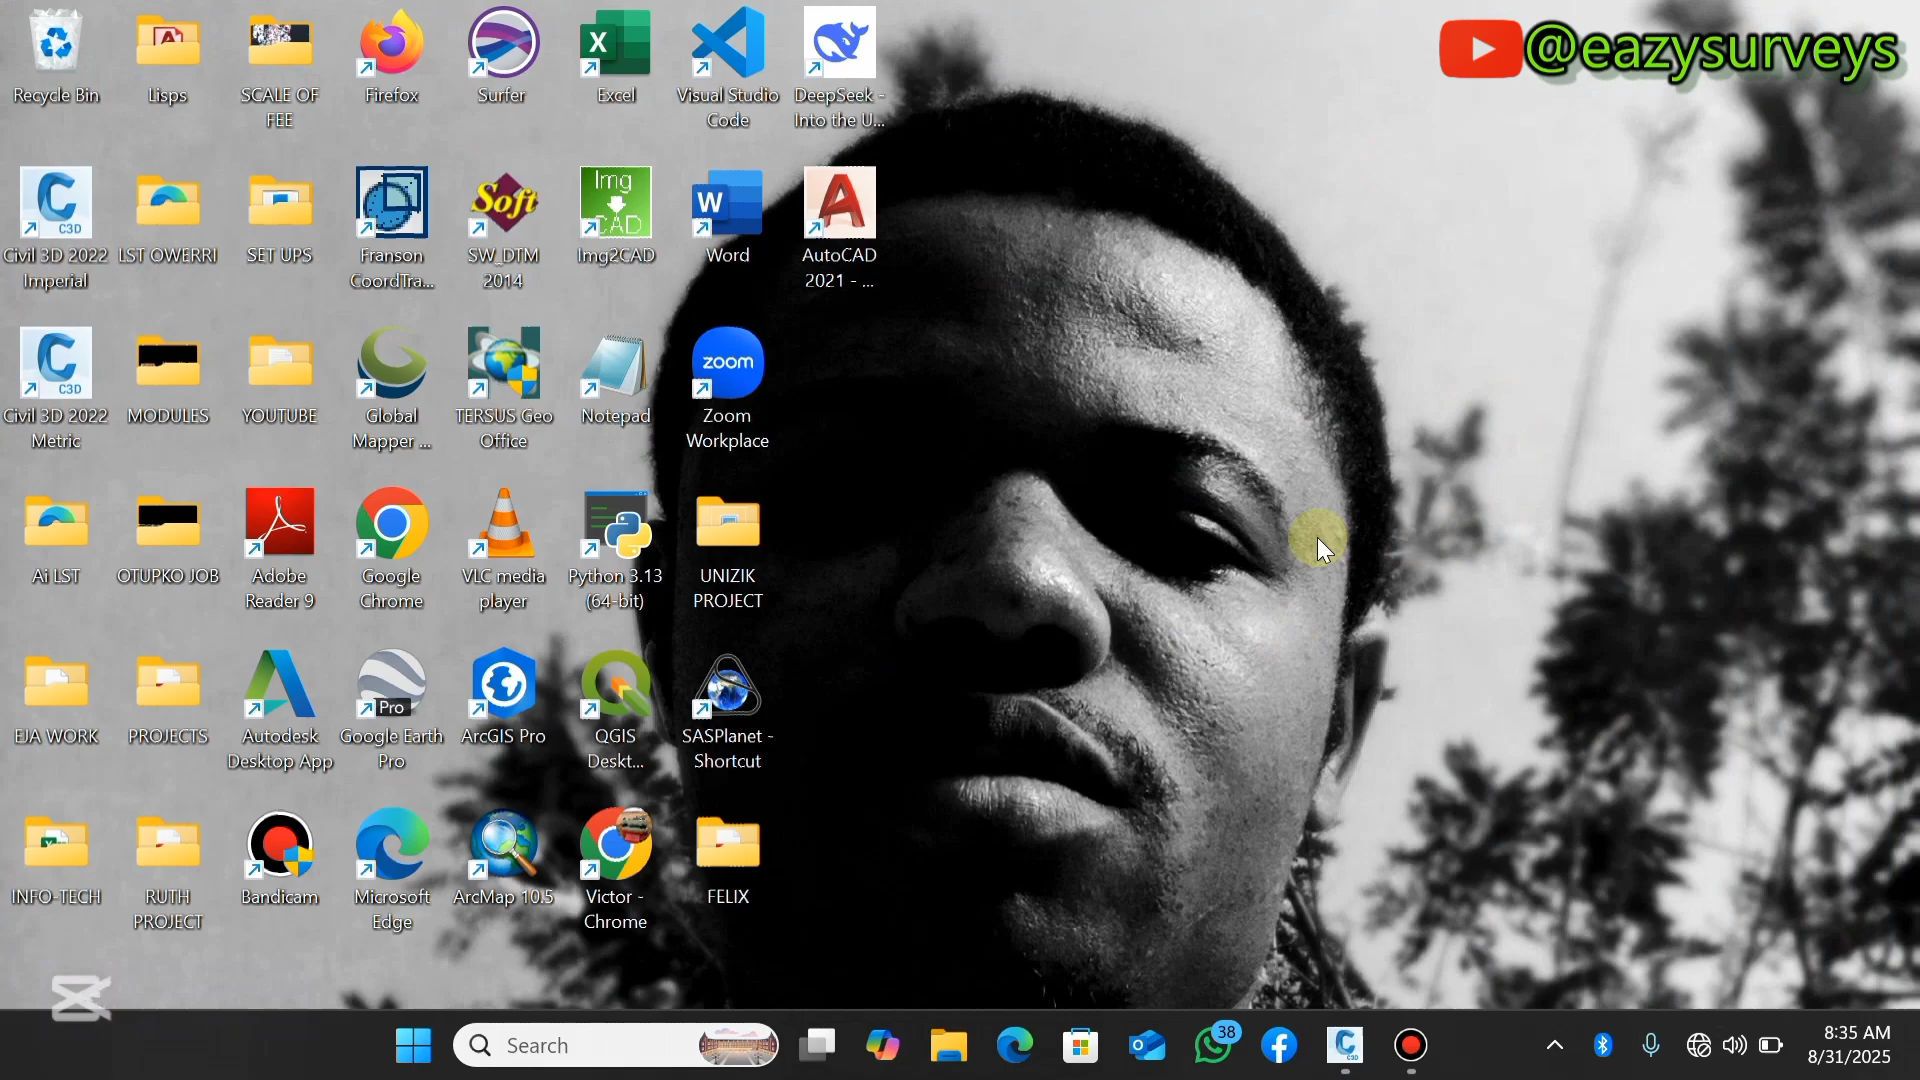 @eazysurveys
Recycle Bin
Lisps
SCALE OF
FEE
Firefox
Surfer
Excel
Visual Studio
Code
DeepSeek -
Into the U...
Civil 3D 2022
Imperial
LST OWERRI
SET UPS
Franson
CoordTra...
Soft
SW_DTM
2014
Img
CAD
Img2CAD
Word
AutoCAD
2021 - ...
C3D
Civil 3D 2022
Metric
C3D
MODULES
YOUTUBE
Global
Mapper ...
TERSUS Geo
Office
Notepad
zoom
Zoom
Workplace
Ai LST
OTUPKO JOB
Adobe
Reader 9
Google
Chrome
VLC media
player
Python 3.13
(64-bit)
UNIZIK
PROJECT
EJA WORK
PROJECTS
Autodesk
Desktop App
Pro
Google Earth
Pro
ArcGIS Pro
QGIS
Deskt...
SASPlanet -
Shortcut
INFO-TECH
RUTH
PROJECT
Bandicam
Microsoft
Edge
ArcMap 10.5
Victor -
Chrome
FELIX
Search
38
8:35 AM
8/31/2025